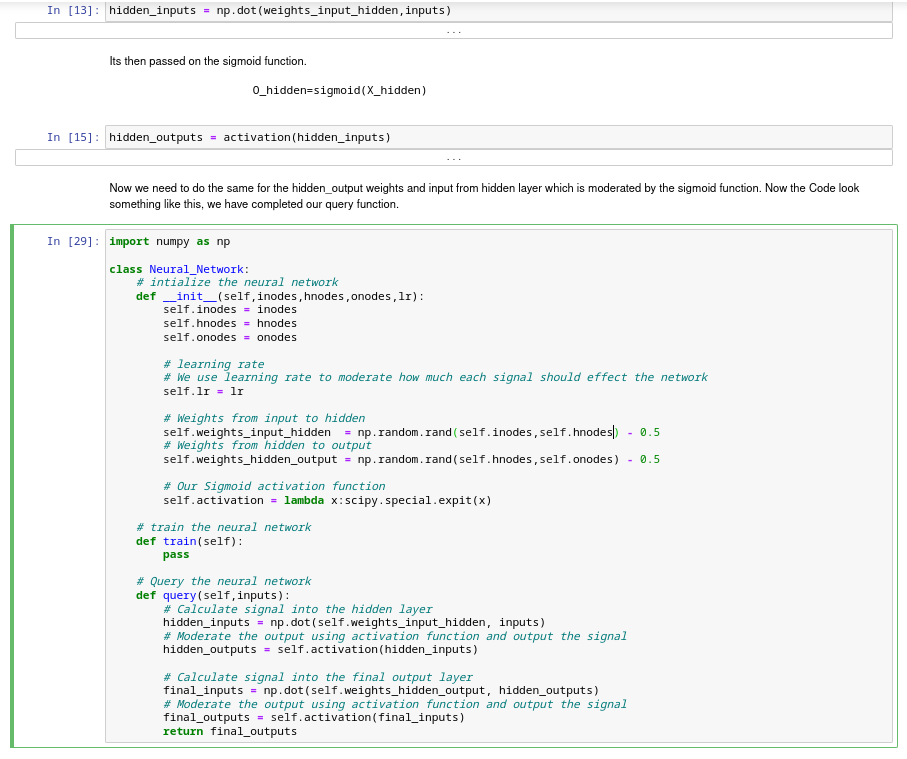 In [13]: hidden_inputs = np.dot(weights_input_hidden,inputs)
...
Its then passed on the sigmoid function.
O_hidden=sigmoid(X_hidden)
In [15]: hidden_outputs = activation(hidden_inputs)
...
Now we need to do the same for the hidden_output weights and input from hidden layer which is moderated by the sigmoid function. Now the Code look
something like this, we have completed our query function.
In [29]: import numpy as np
class Neural_Network:
    # intialize the neural network
    def __init__(self,inodes,hnodes,onodes,lr):
        self.inodes = inodes
        self.hnodes = hnodes
        self.onodes = onodes
        # learning rate
        # We use learning rate to moderate how much each signal should effect the network
        self.lr = lr
        # Weights from input to hidden
        self.weights_input_hidden  = np.random.rand(self.inodes,self.hnodes) - 0.5
        # Weights from hidden to output
        self.weights_hidden_output = np.random.rand(self.hnodes,self.onodes) - 0.5
        # Our Sigmoid activation function
        self.activation = lambda x:scipy.special.expit(x)
    # train the neural network
    def train(self):
        pass
    # Query the neural network
    def query(self,inputs):
        # Calculate signal into the hidden layer
        hidden_inputs = np.dot(self.weights_input_hidden, inputs)
        # Moderate the output using activation function and output the signal
        hidden_outputs = self.activation(hidden_inputs)
        # Calculate signal into the final output layer
        final_inputs = np.dot(self.weights_hidden_output, hidden_outputs)
        # Moderate the output using activation function and output the signal
        final_outputs = self.activation(final_inputs)
        return final_outputs